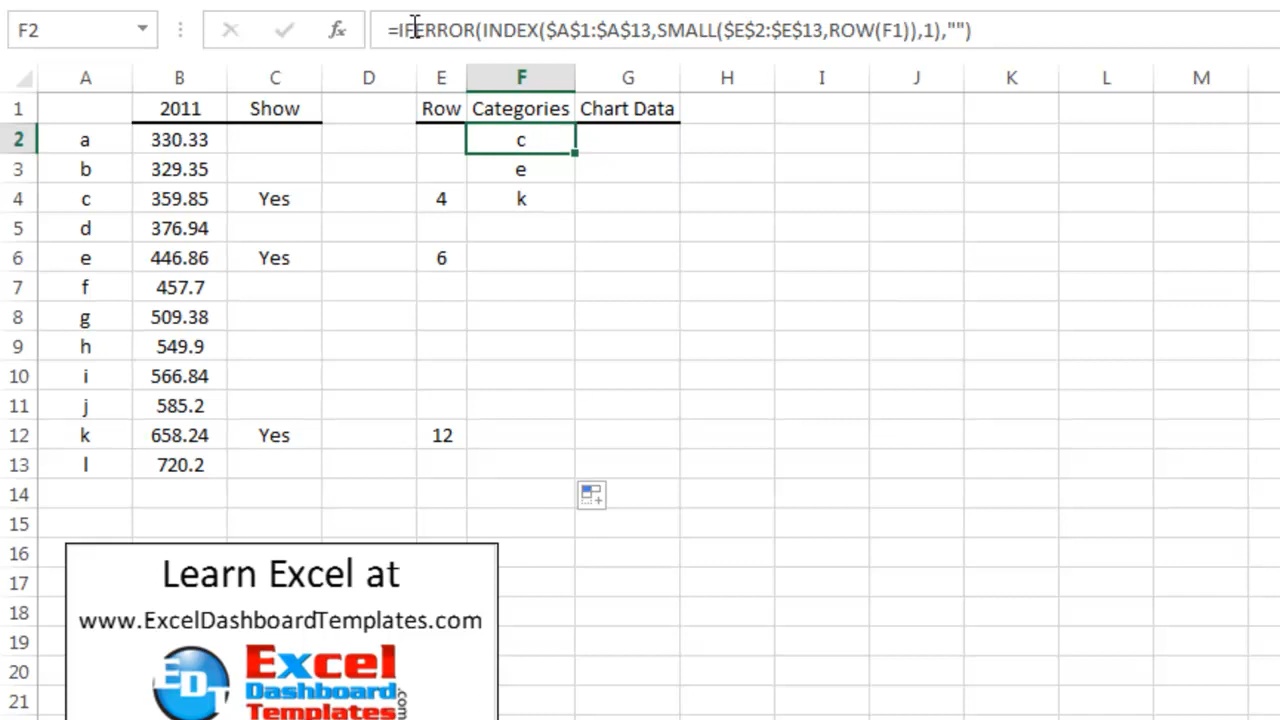 F2 fx =IFERROR(INDEX($A$1:$A$13,SMALL($E$2:$E$13,ROW(F1)),1),"")
A B C D E F G H I J K L M
1 2011 Show Row Categories Chart Data
2 a 330.33 c
3 b 329.35 e
4 c 359.85 Yes 4 k
5 d 376.94
6 e 446.86 Yes 6
7 f 457.7
8 g 509.38
9 h 549.9
10 i 566.84
11 j 585.2
12 k 658.24 Yes 12
13 l 720.2
14
15
16
17
18
19
20
21
Learn Excel at
www.ExcelDashboardTemplates.com
EDT
Excel
Dashboard
Templates
.com